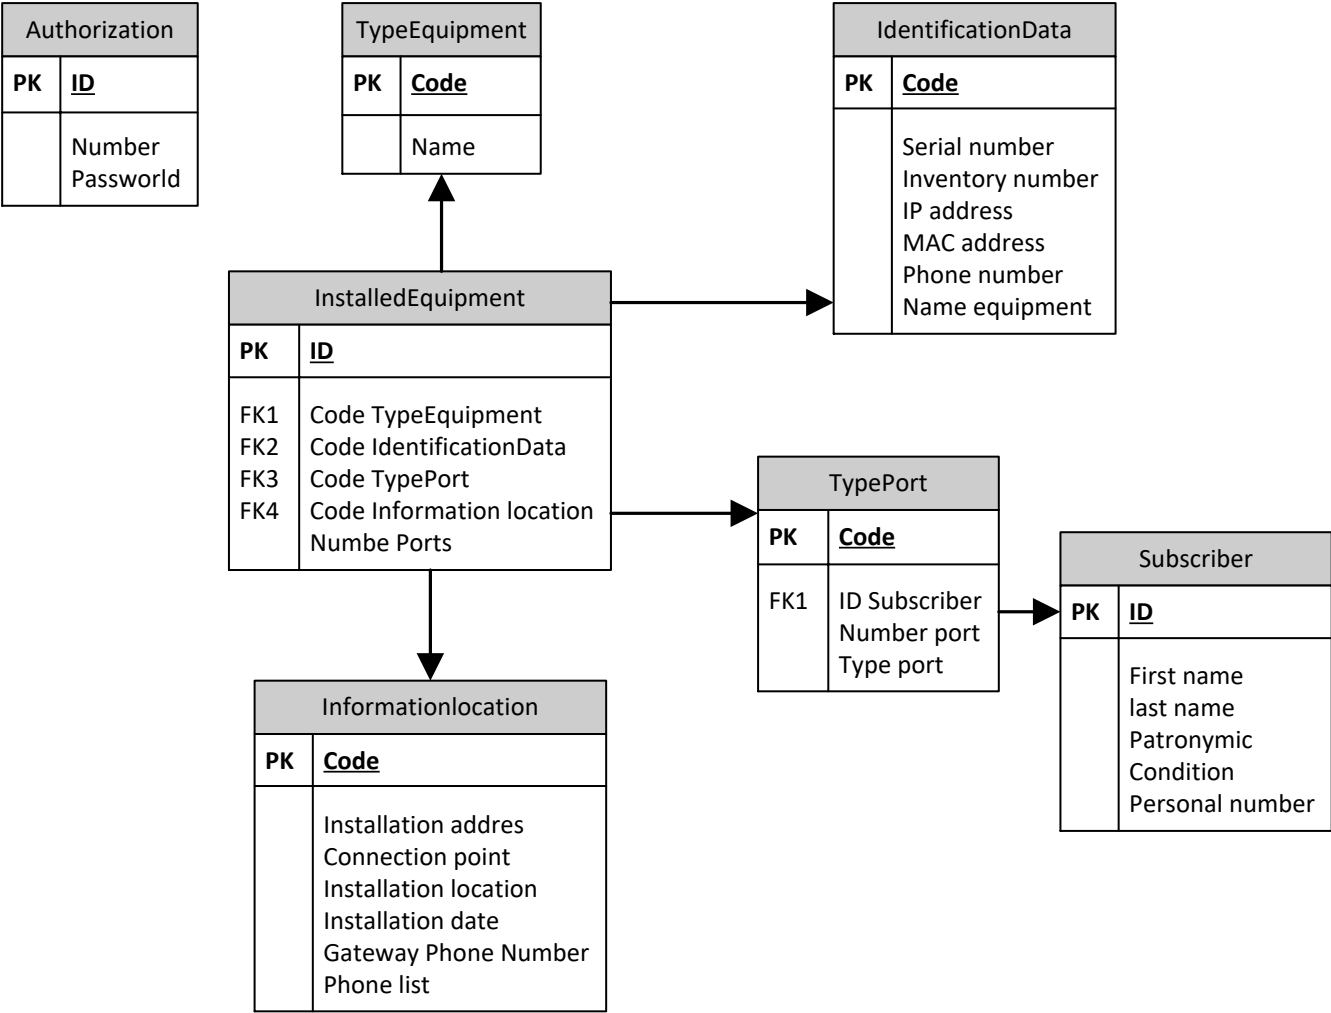 Authorization
PK ID
Number
Passworld
TypeEquipment
PK Code
Name
IdentificationData
PK Code
Serial number
Inventory number
IP address
MAC address
Phone number
Name equipment
InstalledEquipment
PK ID
FK1 Code TypeEquipment
FK2 Code IdentificationData
FK3 Code TypePort
FK4 Code Information location
Numbe Ports
TypePort
PK Code
FK1 ID Subscriber
Number port
Type port
Subscriber
PK ID
First name
last name
Patronymic
Condition
Personal number
Informationlocation
PK Code
Installation addres
Connection point
Installation location
Installation date
Gateway Phone Number
Phone list